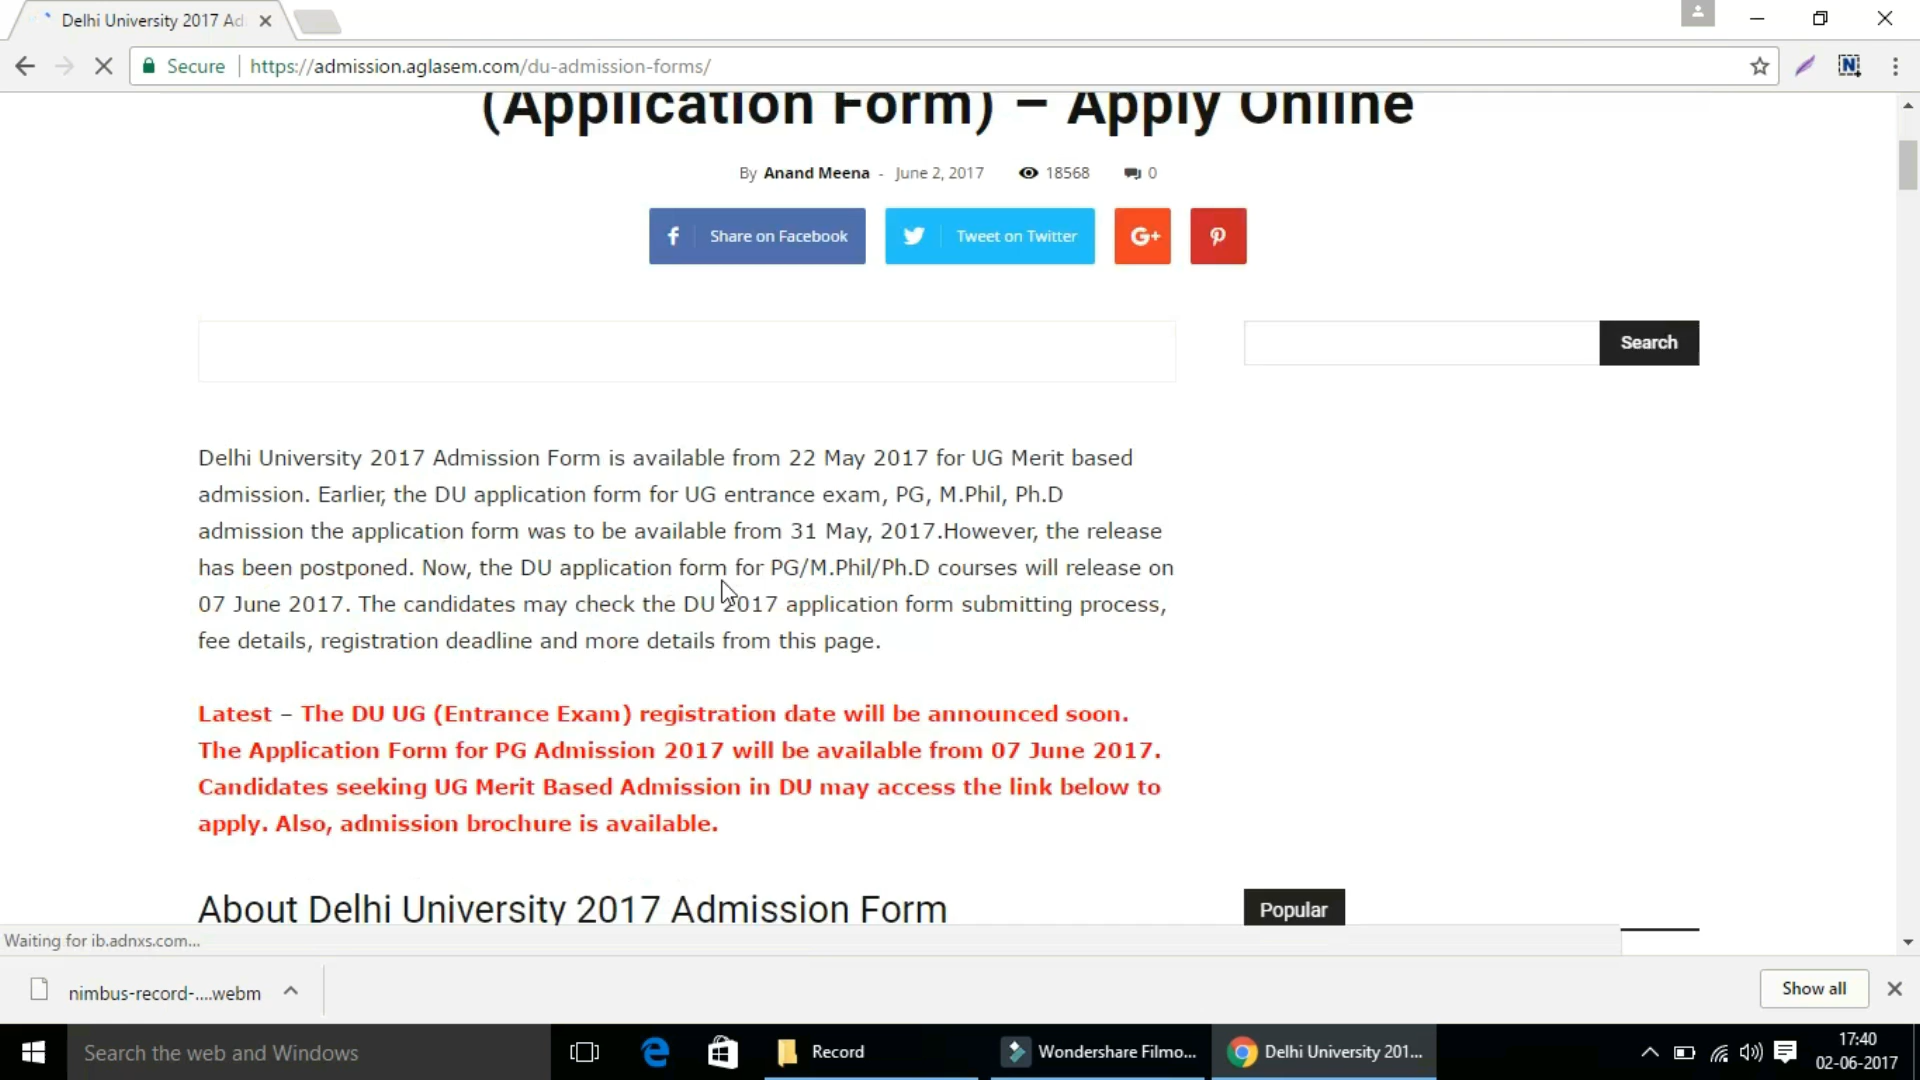 Delhi University 2017 Ad
Secure
https://admission.aglasem.com/du-admission-forms/
(Application Form) – Apply Online
By Anand Meena - June 2, 2017 18568 0
Share on Facebook
Tweet on Twitter
G+
Search
Delhi University 2017 Admission Form is available from 22 May 2017 for UG Merit based
admission. Earlier, the DU application form for UG entrance exam, PG, M.Phil, Ph.D
admission the application form was to be available from 31 May, 2017.However, the release
has been postponed. Now, the DU application form for PG/M.Phil/Ph.D courses will release on
07 June 2017. The candidates may check the DU 2017 application form submitting process,
fee details, registration deadline and more details from this page.
Latest – The DU UG (Entrance Exam) registration date will be announced soon.
The Application Form for PG Admission 2017 will be available from 07 June 2017.
Candidates seeking UG Merit Based Admission in DU may access the link below to
apply. Also, admission brochure is available.
About Delhi University 2017 Admission Form
Popular
Waiting for ib.adnxs.com...
nimbus-record-....webm
Show all
Search the web and Windows
Record
Wondershare Filmo...
Delhi University 201...
17:40
02-06-2017